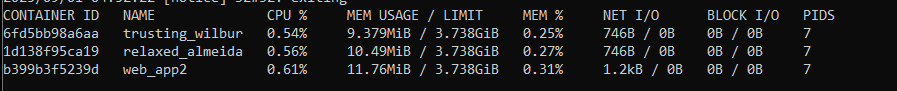 CONTAINER ID NAME CPU % MEM USAGE / LIMIT MEM % NET I/O BLOCK I/O PIDS
6fd5bb98a6aa trusting_wilbur 0.54% 9.379MiB / 3.738GiB 0.25% 746B / 0B 0B / 0B 7
1d138f95ca19 relaxed_almeida 0.56% 10.49MiB / 3.738GiB 0.27% 746B / 0B 0B / 0B 7
b399b3f5239d web_app2 0.61% 11.76MiB / 3.738GiB 0.31% 1.2kB / 0B 0B / 0B 7